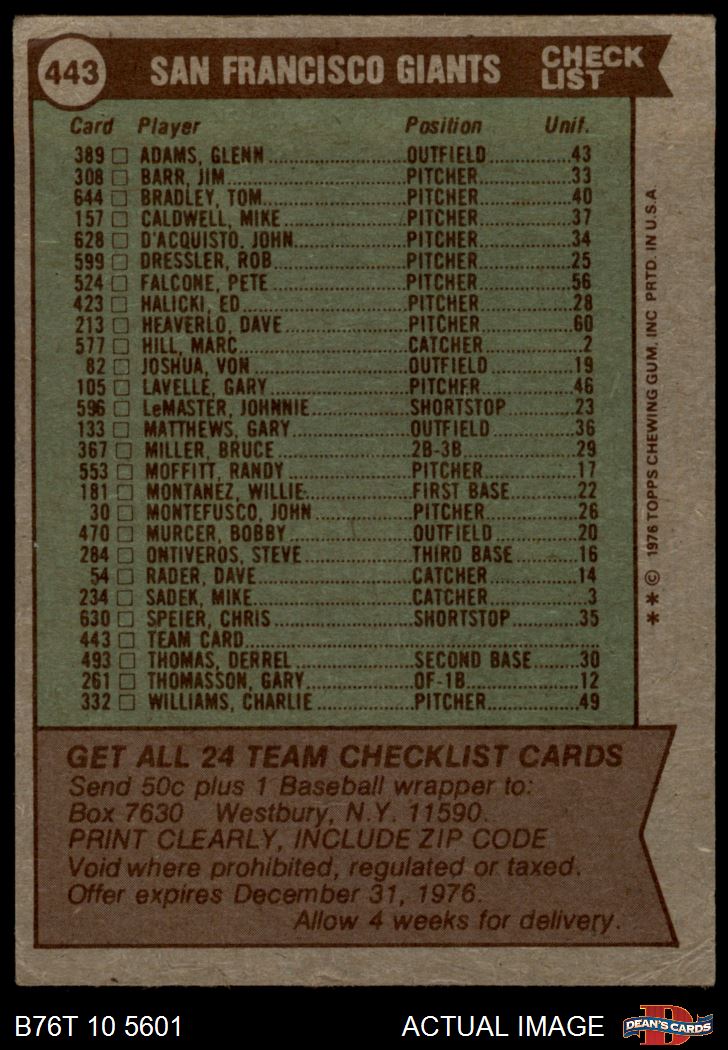 443 SAN FRANCISCO GIANTS CHECK LIST
Card Player Position Unif.
389 ADAMS, GLENN OUTFIELD 43
308 BARR, JIM PITCHER 33
644 BRADLEY, TOM PITCHER 40
157 CALDWELL, MIKE PITCHER 37
628 D'ACQUISTO, JOHN PITCHER 34
599 DRESSLER, ROB PITCHER 25
524 FALCONE, PETE PITCHER 56
423 HALICKI, ED PITCHER 28
213 HEAVERLO, DAVE PITCHER 60
577 HILL, MARC CATCHER 2
82 JOSHUA, VON OUTFIELD 19
105 LAVELLE, GARY PITCHER 46
596 LeMASTER, JOHNNIE SHORTSTOP 23
133 MATTHEWS, GARY OUTFIELD 36
367 MILLER, BRUCE 2B-3B 29
553 MOFFITT, RANDY PITCHER 17
181 MONTANEZ, WILLIE FIRST BASE 22
30 MONTEFUSCO, JOHN PITCHER 26
470 MURCER, BOBBY OUTFIELD 20
284 ONTIVEROS, STEVE THIRD BASE 16
54 RADER, DAVE CATCHER 14
234 SADEK, MIKE CATCHER 3
630 SPEIER, CHRIS SHORTSTOP 35
443 TEAM CARD
493 THOMAS, DERREL SECOND BASE 30
261 THOMASSON, GARY OF-1B 12
332 WILLIAMS, CHARLIE PITCHER 49
* * © 1976 TOPPS CHEWING GUM, INC PRTD. IN U.S.A
GET ALL 24 TEAM CHECKLIST CARDS
Send 50c plus 1 Baseball wrapper to:
Box 7630 Westbury, N.Y. 11590.
PRINT CLEARLY, INCLUDE ZIP CODE
Void where prohibited, regulated or taxed.
Offer expires December 31, 1976.
Allow 4 weeks for delivery.
B76T 10 5601 ACTUAL IMAGE D DEAN'S CARDS